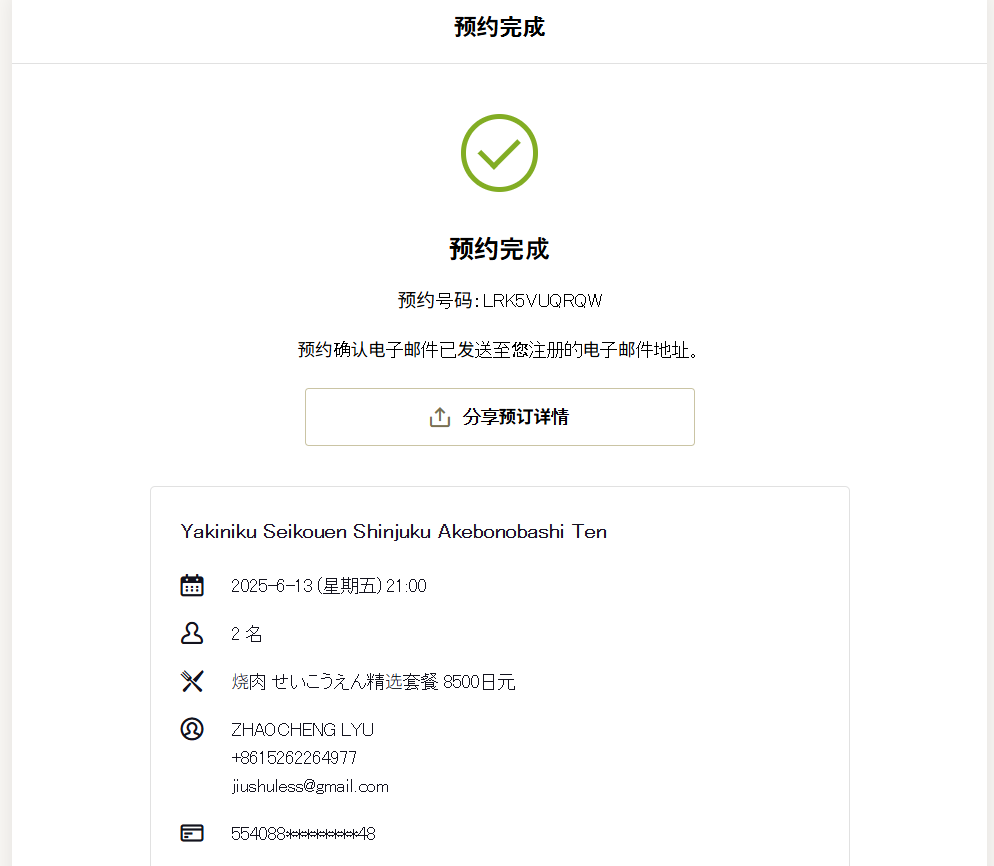 预约完成
预约完成
预约号码：LRK5VUQRQW
预约确认电子邮件已发送至您注册的电子邮件地址。
分享预订详情
Yakiniku Seikouen Shinjuku Akebonobashi Ten
2025-6-13 (星期五) 21:00
2 名
烧肉 せいこうえん精选套餐 8500日元
ZHAOCHENG LYU
+8615262264977
jiushuless@gmail.com
554088********48